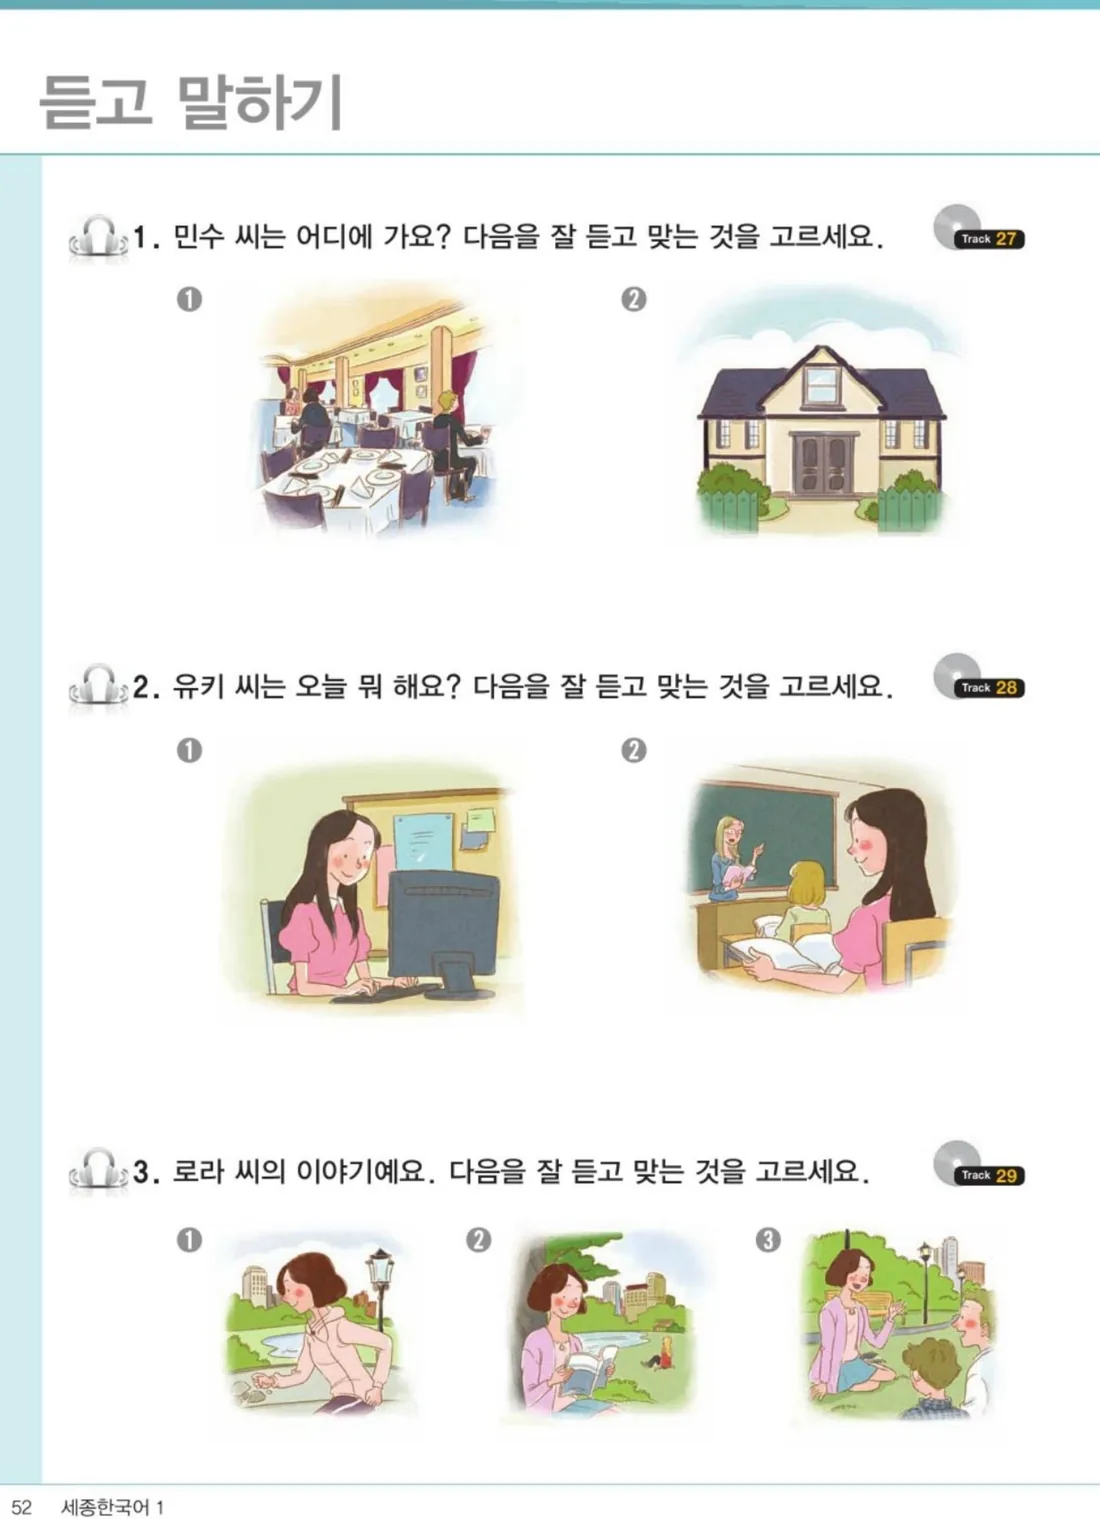 듣고 말하기
1. 민수 씨는 어디에 가요? 다음을 잘 듣고 맞는 것을 고르세요.
Track 27
❶
❷
2. 유키 씨는 오늘 뭐 해요? 다음을 잘 듣고 맞는 것을 고르세요.
Track 28
❶
❷
3. 로라 씨의 이야기예요. 다음을 잘 듣고 맞는 것을 고르세요.
Track 29
❶
❷
❸
52 세종한국어 1